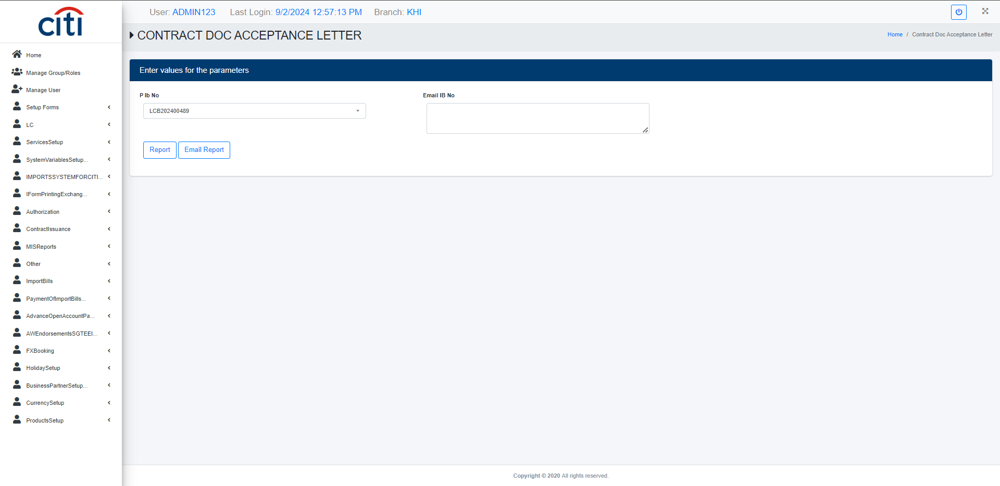 citi
User: ADMIN123 Last Login: 9/2/2024 12:57:13 PM Branch: KHI
CONTRACT DOC ACCEPTANCE LETTER
Home / Contract Doc Acceptance Letter
Home
Manage Group/Roles
Manage User
Setup Forms
LC
ServicesSetup
SystemVariablesSetup...
IMPORTSSYSTEMFORCITI...
IFormPrintingExchang...
Authorization
ContractIssuance
MISReports
Other
ImportBills
PaymentOfImportBills...
AdvanceOpenAccountPa...
AWEndorsementsSGTEEI...
FXBooking
HolidaySetup
BusinessPartnerSetup...
CurrencySetup
ProductsSetup
Enter values for the parameters
P Ib No
LCB202400489
Email IB No
Report
Email Report
Copyright © 2020 All rights reserved.